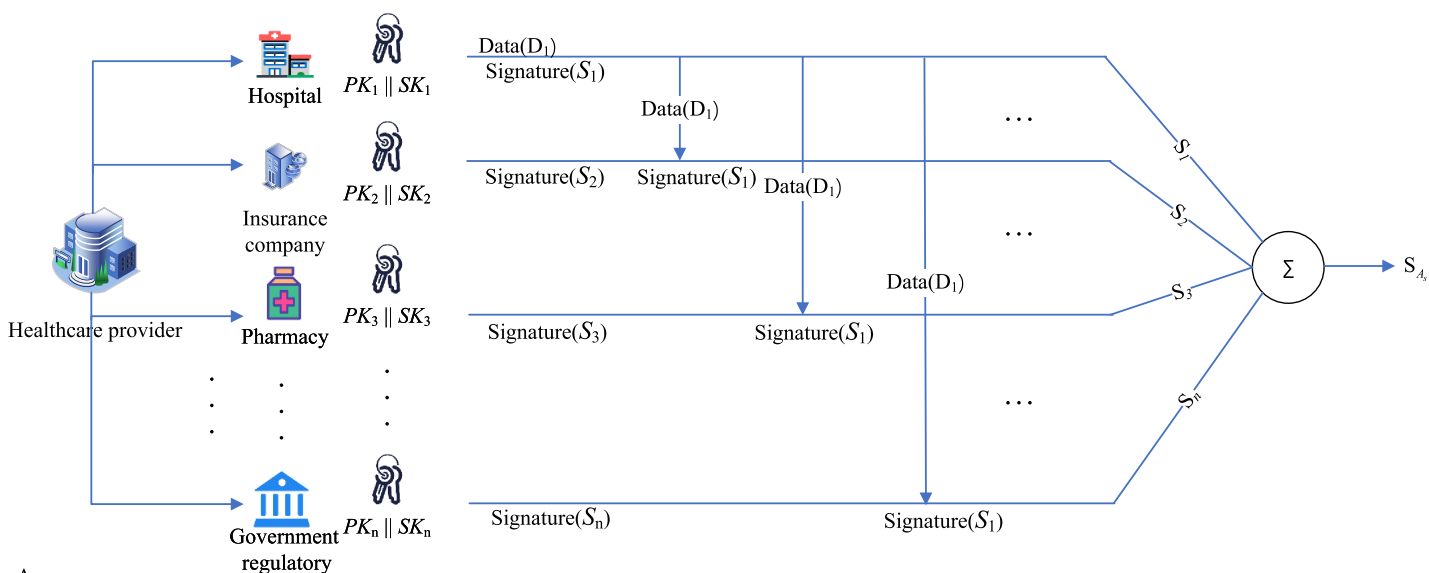 Data(D₁)
Signature(S₁)
Hospital
PK₁ || SK₁
Data(D₁)
...
S₁
Signature(S₂)
Signature(S₁)
Data(D₁)
PK₂ || SK₂
Insurance
company
S₂
...
Healthcare provider
Pharmacy
PK₃ || SK₃
Data(D₁)
Signature(S₃)
Signature(S₁)
S₃
Σ
S_{A_s}
...
Sₙ
Government
regulatory
PKₙ || SKₙ
Signature(Sₙ)
Signature(S₁)